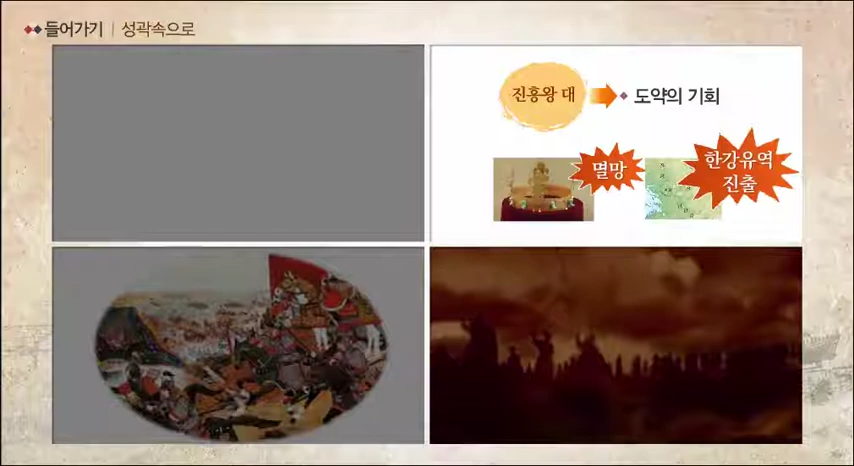 들어가기 | 성곽속으로
진흥왕 대
도약의 기회
멸망
한강유역
진출